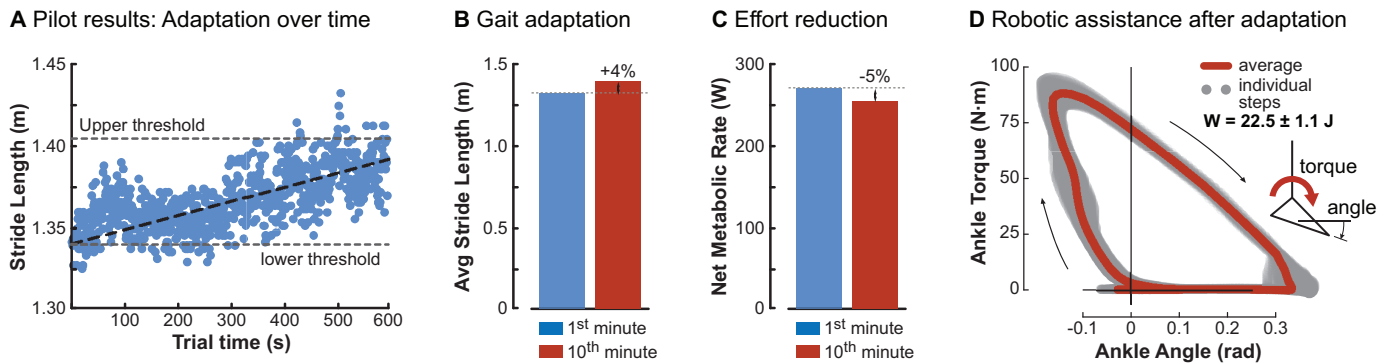 A Pilot results: Adaptation over time
Stride Length (m)
1.45
1.40
1.35
1.30
Upper threshold
lower threshold
100
200
300
400
500
600
Trial time (s)
B Gait adaptation
Avg Stride Length (m)
1.5
1.0
0.5
0
+4%
1st minute
10th minute
C Effort reduction
Net Metabolic Rate (W)
300
200
100
0
-5%
1st minute
10th minute
D Robotic assistance after adaptation
Ankle Torque (N·m)
100
75
50
25
0
average
individual
steps
W = 22.5 ± 1.1 J
torque
angle
-0.1
0
0.1
0.2
0.3
Ankle Angle (rad)